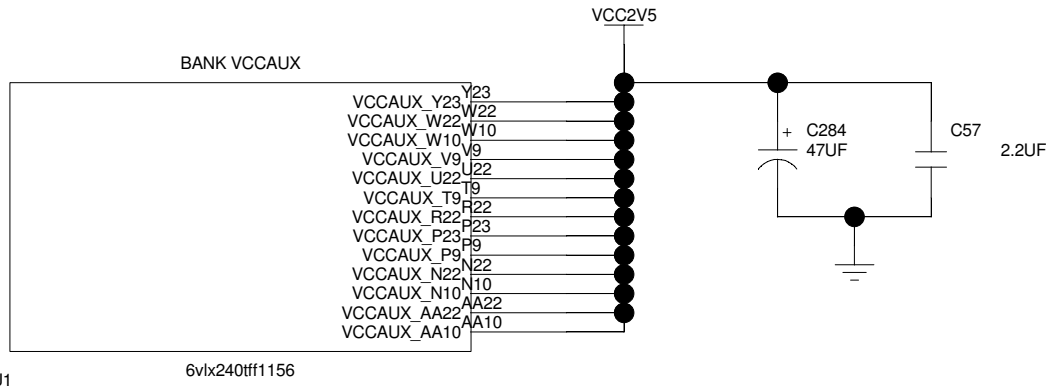 VCC2V5
BANK VCCAUX
VCCAUX_Y23 Y23
VCCAUX_W22 W22
VCCAUX_W10 W10
VCCAUX_V9 V9
VCCAUX_U22 U22
VCCAUX_T9 T9
VCCAUX_R22 R22
VCCAUX_P23 P23
VCCAUX_P9 P9
VCCAUX_N22 N22
VCCAUX_N10 N10
VCCAUX_AA22 AA22
VCCAUX_AA10 AA10
+ C284
47UF
C57
2.2UF
6vlx240tff1156